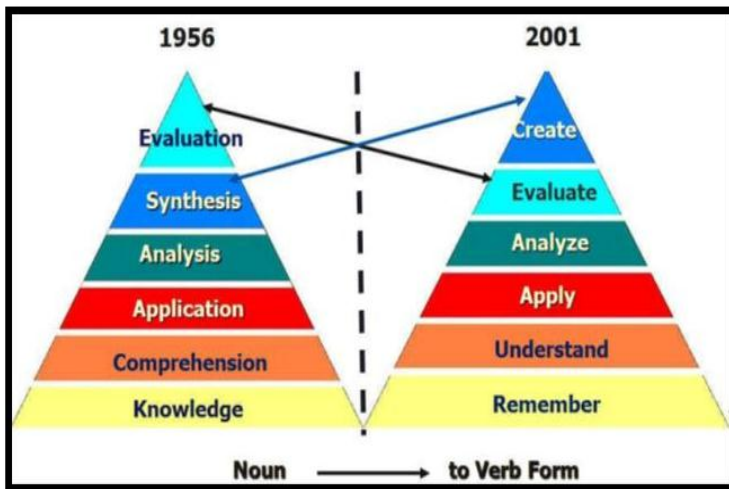 1956
Evaluation
Synthesis
Analysis
Application
Comprehension
Knowledge
2001
Create
Evaluate
Analyze
Apply
Understand
Remember
Noun to Verb Form